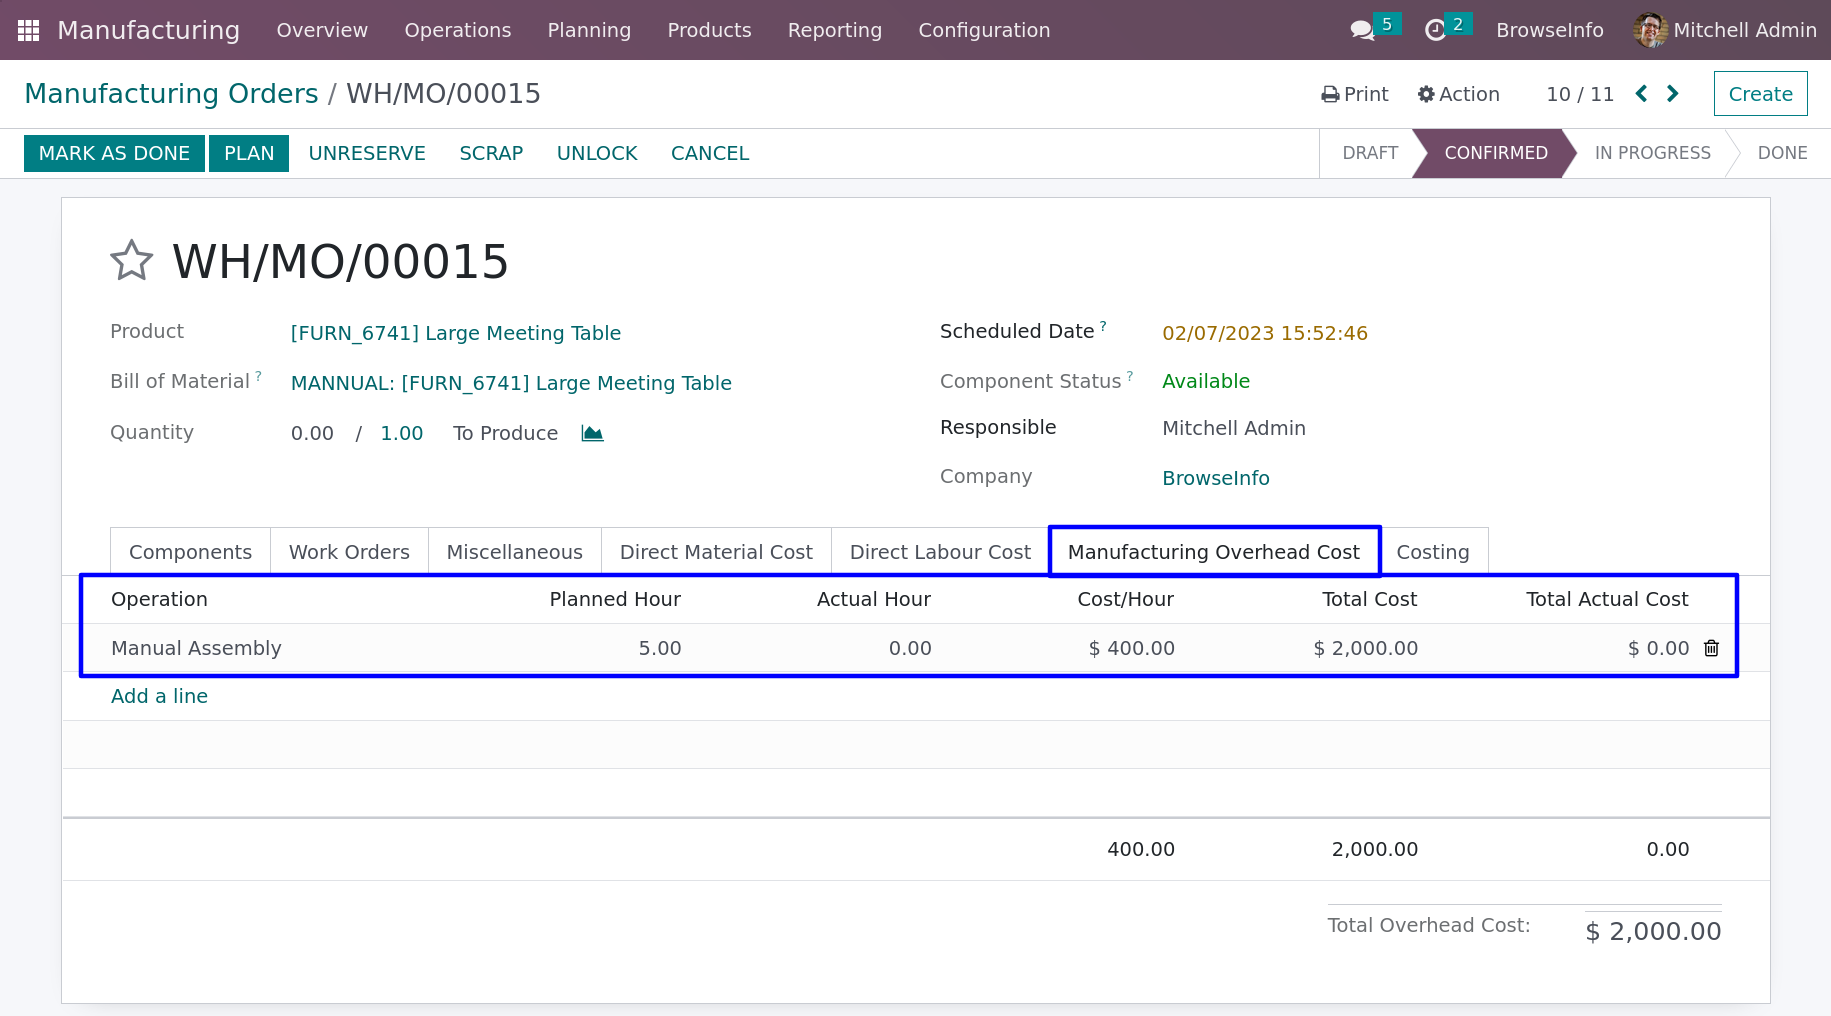 Manufacturing Overview Operations Planning Products Reporting Configuration 5 2 BrowseInfo Mitchell Admin
Manufacturing Orders / WH/MO/00015 Print Action 10 / 11 Create
MARK AS DONE PLAN UNRESERVE SCRAP UNLOCK CANCEL DRAFT CONFIRMED IN PROGRESS DONE
WH/MO/00015
Product [FURN_6741] Large Meeting Table Scheduled Date ? 02/07/2023 15:52:46
Bill of Material ? MANNUAL: [FURN_6741] Large Meeting Table Component Status ? Available
Quantity 0.00 / 1.00 To Produce Responsible Mitchell Admin
Company BrowseInfo
Components Work Orders Miscellaneous Direct Material Cost Direct Labour Cost Manufacturing Overhead Cost Costing
Operation Planned Hour Actual Hour Cost/Hour Total Cost Total Actual Cost
Manual Assembly 5.00 0.00 $ 400.00 $ 2,000.00 $ 0.00
Add a line
400.00 2,000.00 0.00
Total Overhead Cost: $ 2,000.00